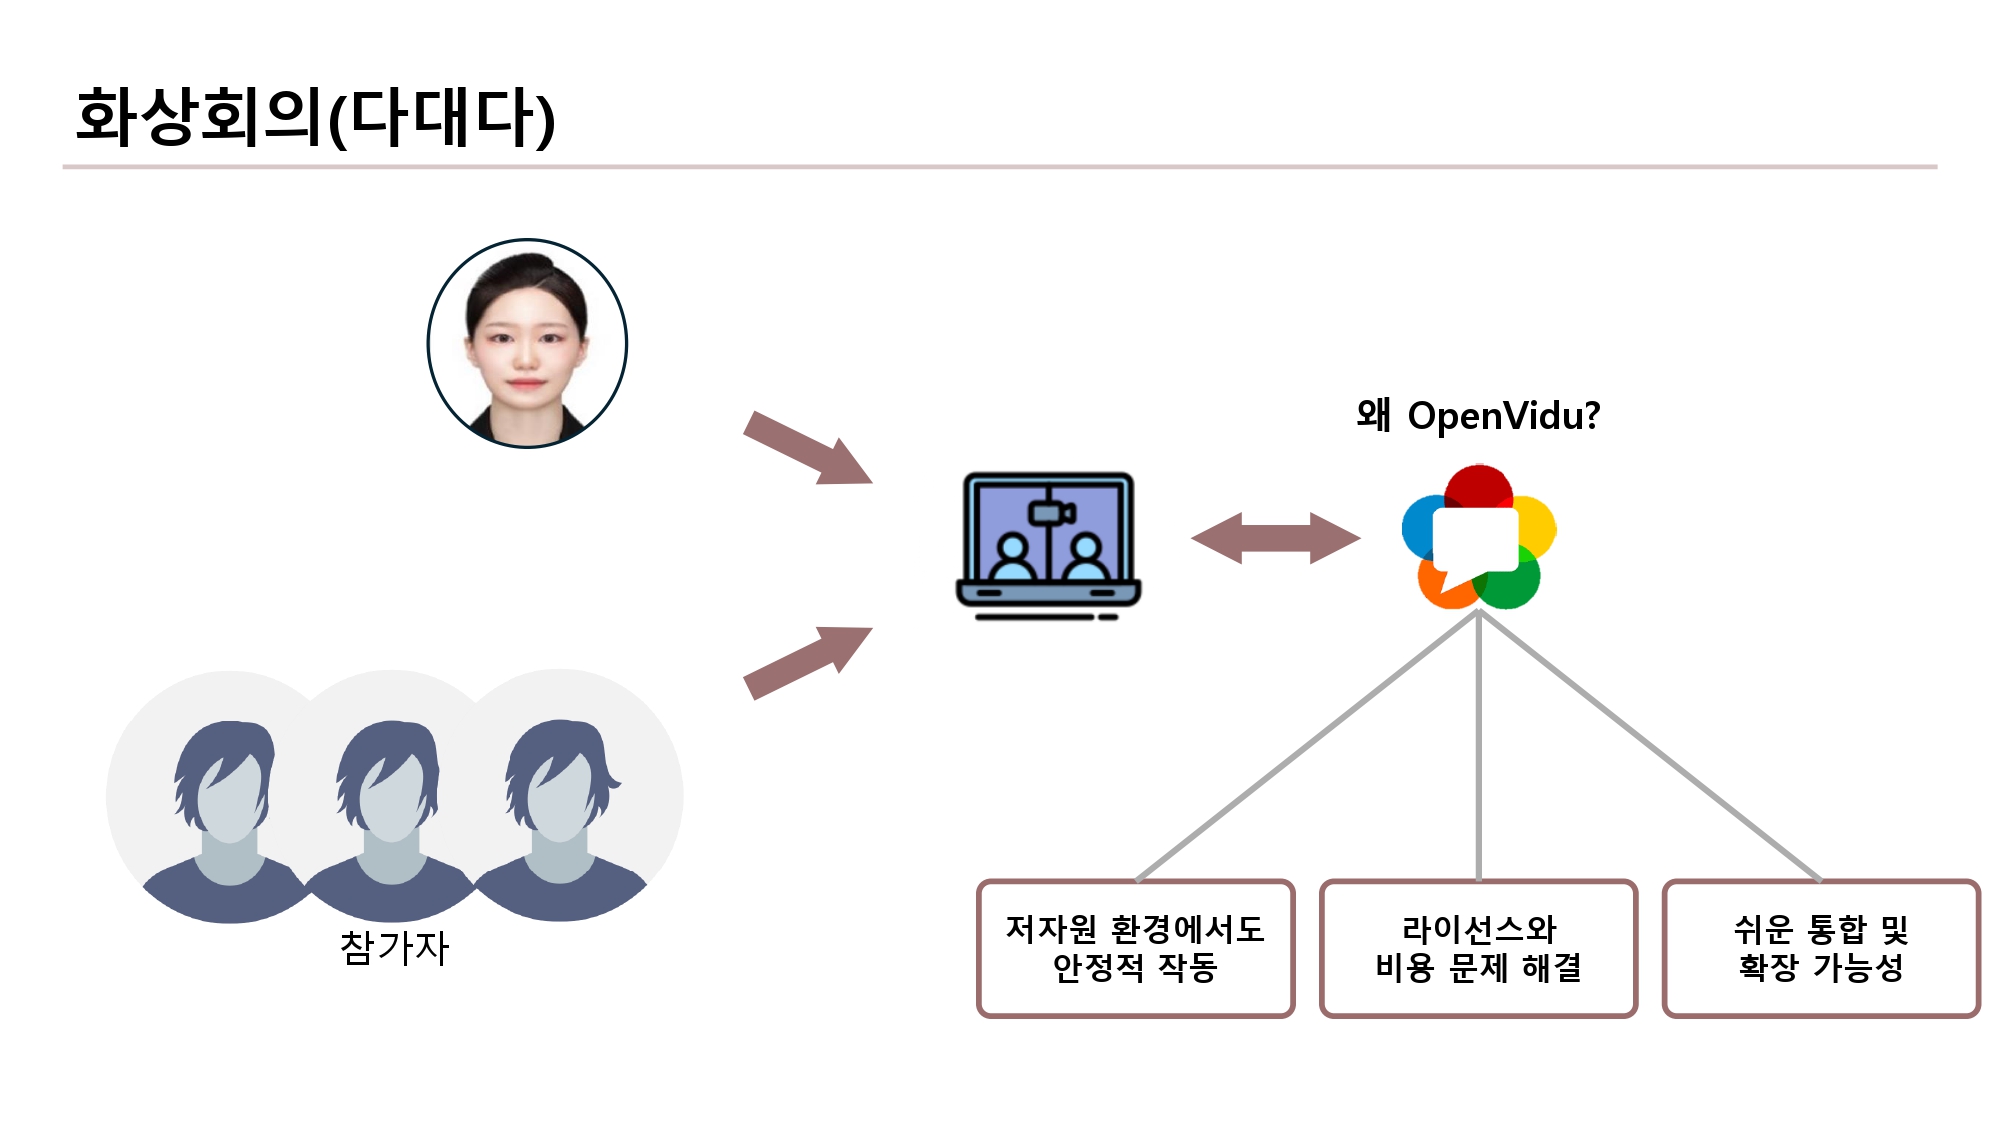 화상회의(다대다)
왜 OpenVidu?
참가자
저자원 환경에서도
안정적 작동
라이선스와
비용 문제 해결
쉬운 통합 및
확장 가능성